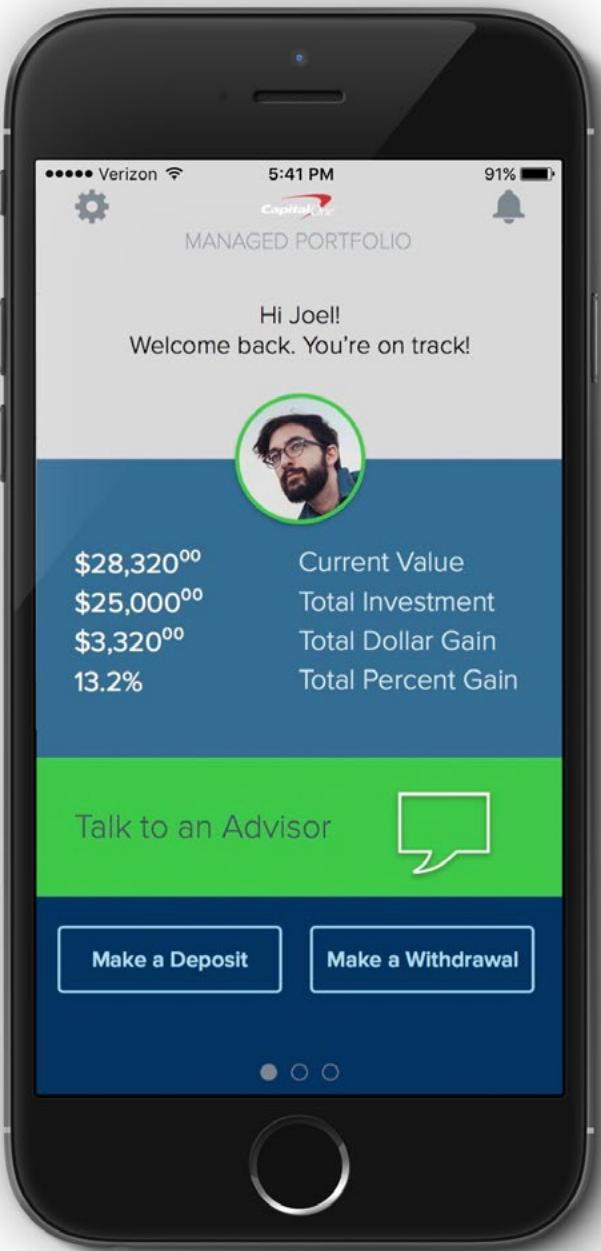 Verizon 5:41 PM 91%
Capital One
MANAGED PORTFOLIO
Hi Joel!
Welcome back. You're on track!
$28,320⁰⁰ Current Value
$25,000⁰⁰ Total Investment
$3,320⁰⁰ Total Dollar Gain
13.2% Total Percent Gain
Talk to an Advisor
Make a Deposit Make a Withdrawal